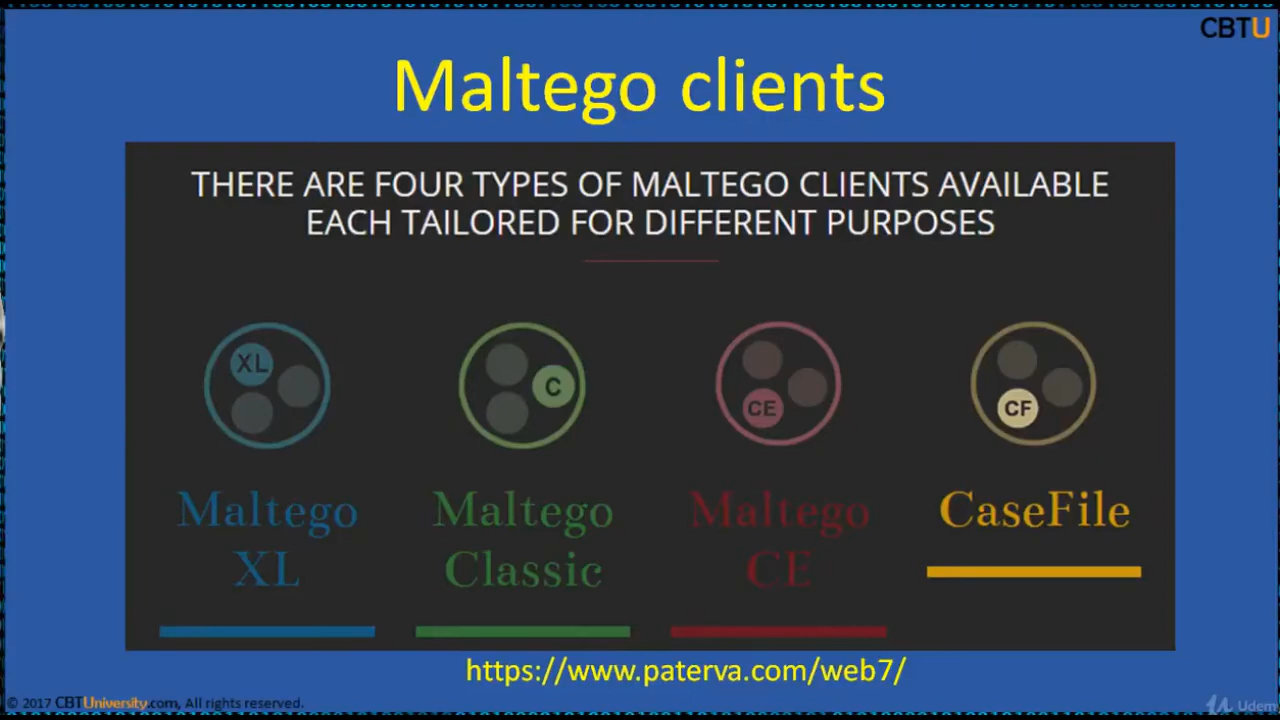 CBTU
Maltego clients
THERE ARE FOUR TYPES OF MALTEGO CLIENTS AVAILABLE
EACH TAILORED FOR DIFFERENT PURPOSES
XL
C
CE
CF
Maltego
XL
Maltego
Classic
Maltego
CE
CaseFile
https://www.paterva.com/web7/
© 2017 CBTUniversity.com, All rights reserved.